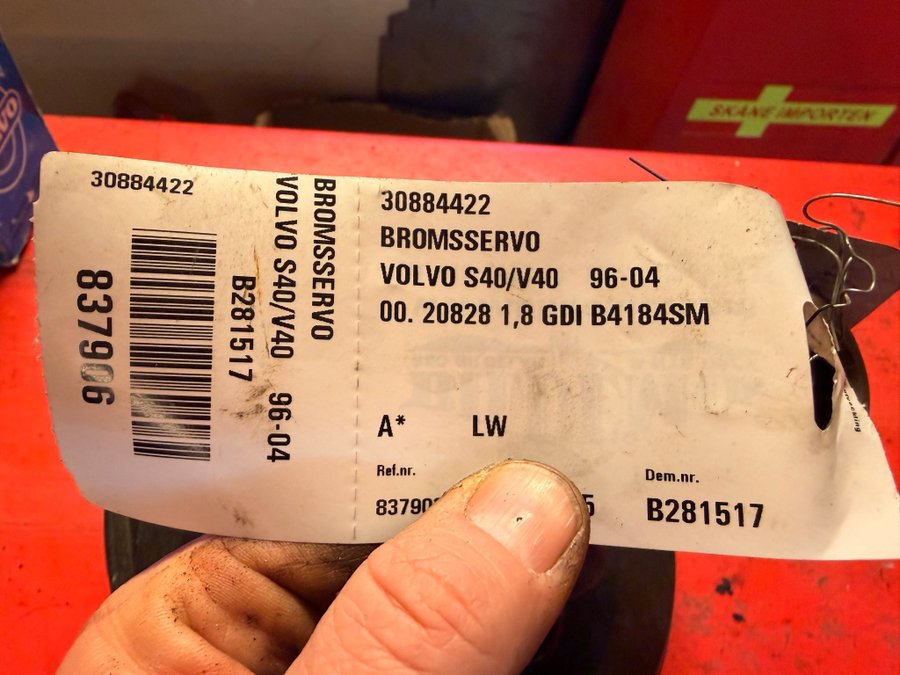 30884422
837906
B281517
VOLVO S40/V40 96-04
BROMSSERVO
30884422
BROMSSERVO
VOLVO S40/V40 96-04
00. 20828 1,8 GDI B4184SM
A* LW
Ref.nr.
Dem.nr.
B281517
SKANE IMPORTEN